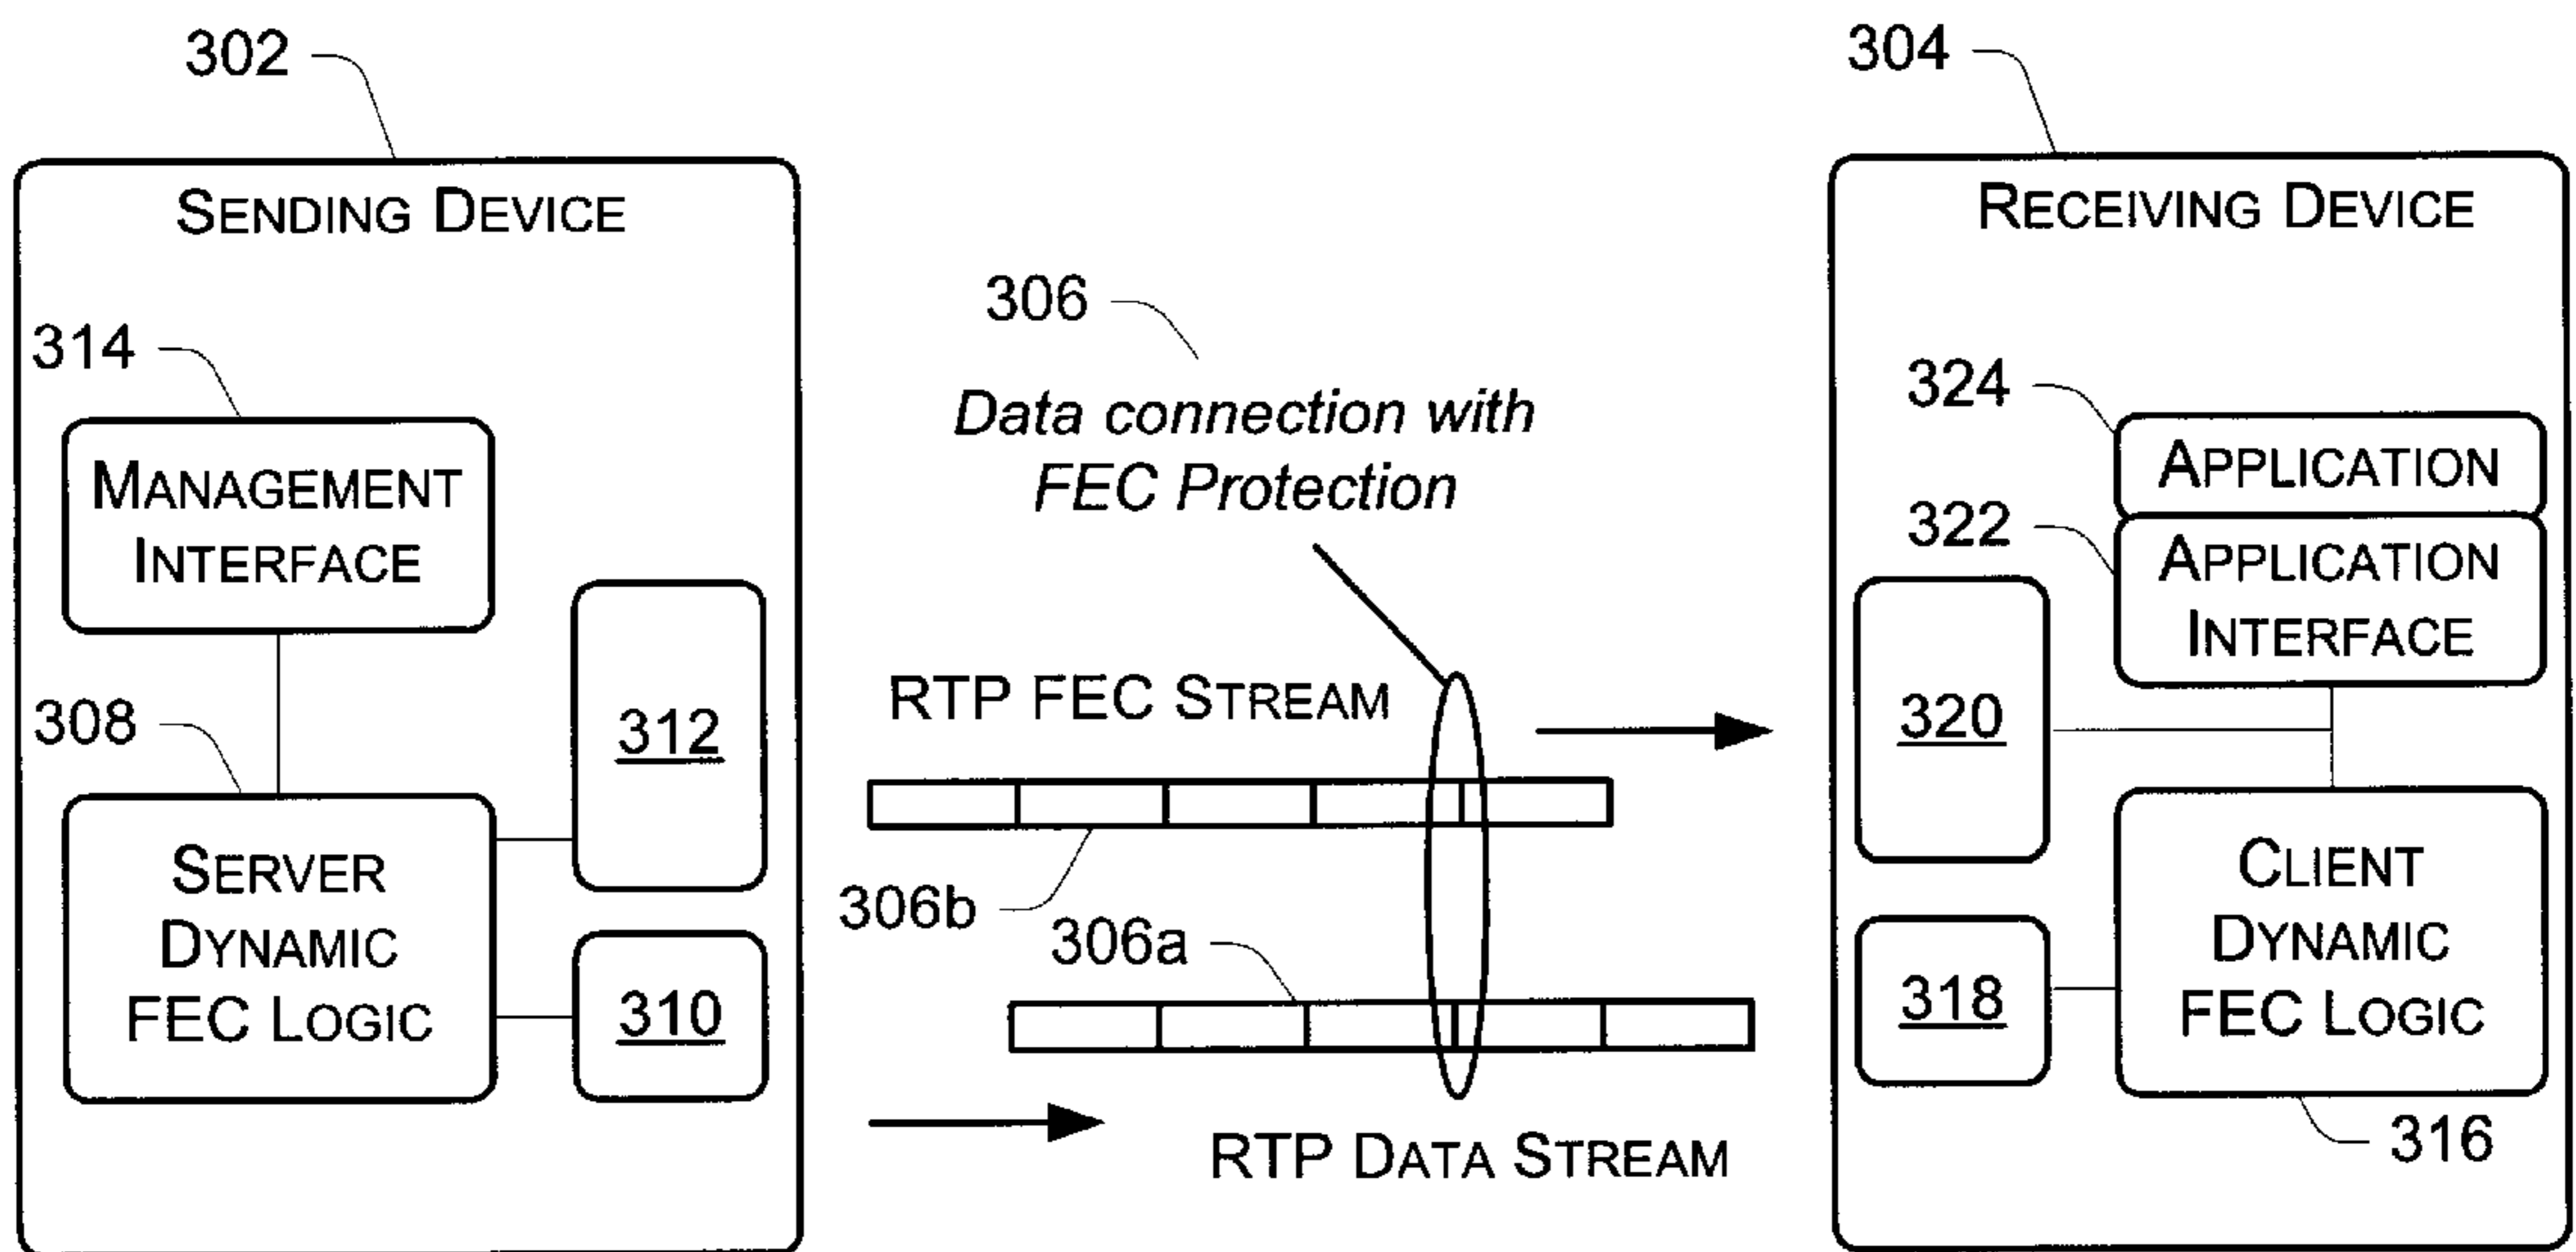 302
SENDING DEVICE
314
MANAGEMENT
INTERFACE
308
SERVER
DYNAMIC
FEC LOGIC
312
310
306
Data connection with
FEC Protection
RTP FEC STREAM
306b
306a
RTP DATA STREAM
304
RECEIVING DEVICE
324
APPLICATION
322
APPLICATION
INTERFACE
320
318
CLIENT
DYNAMIC
FEC LOGIC
316